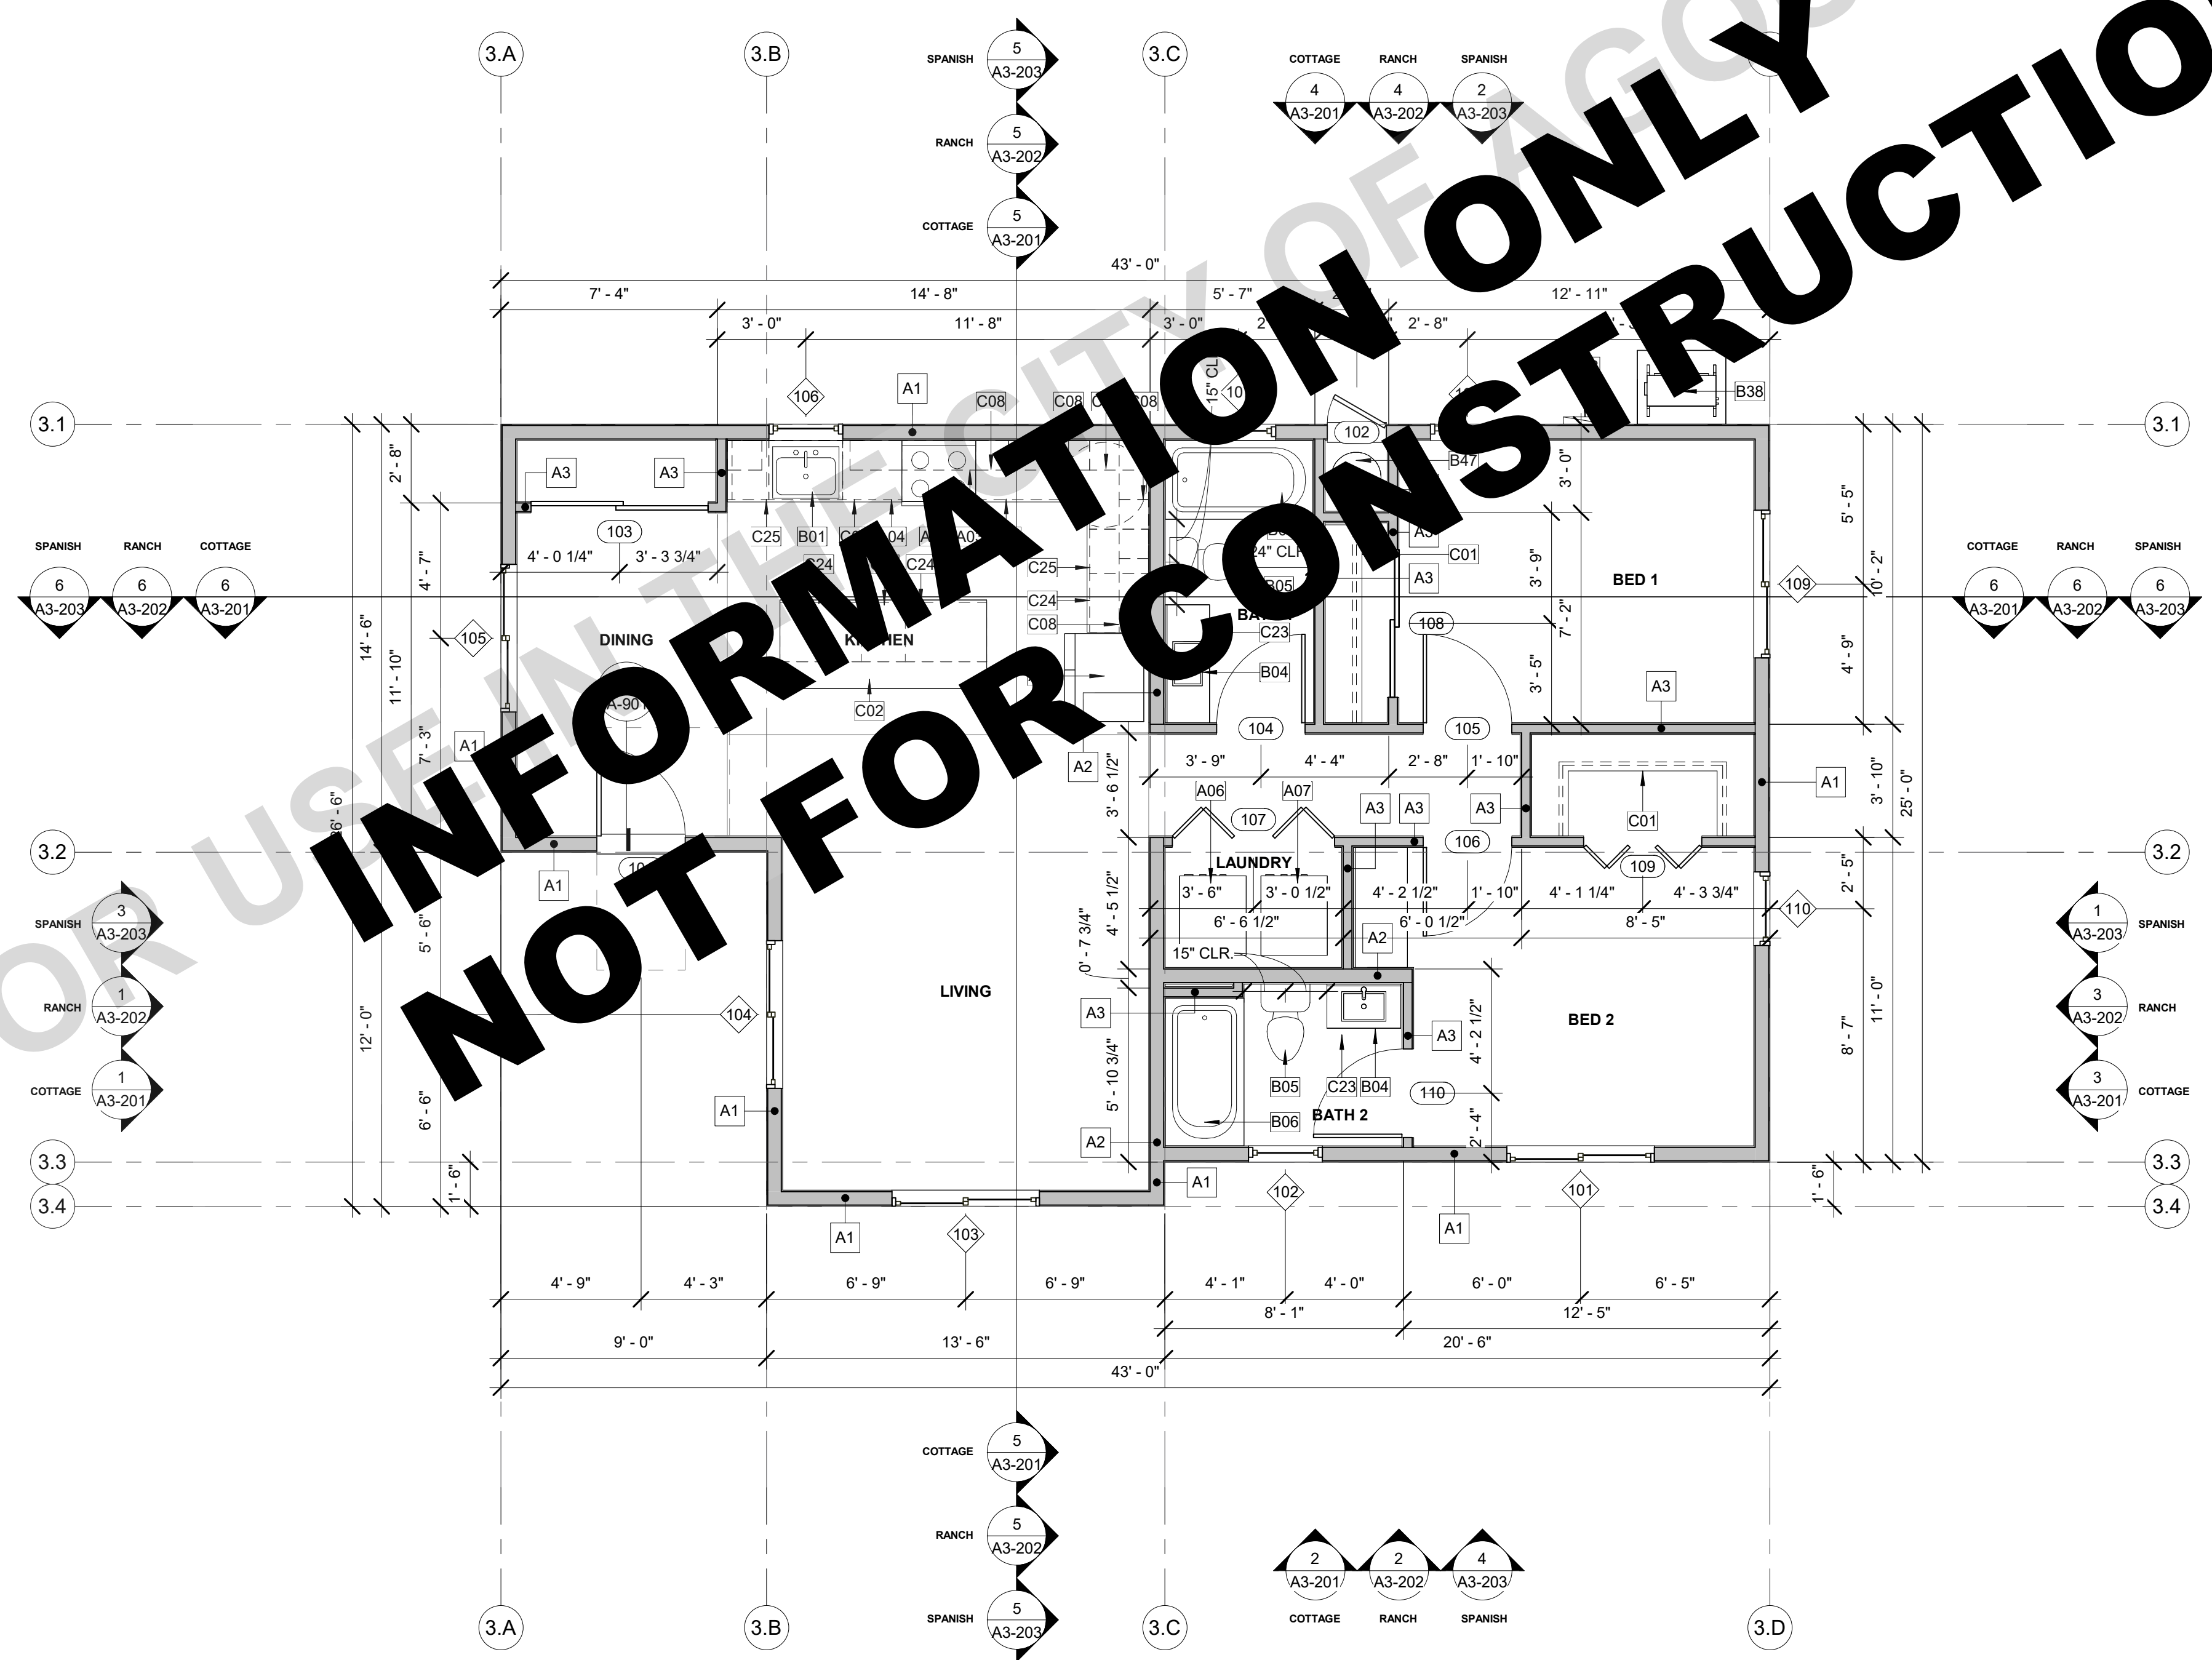 3.A
3.B
3.C
SPANISH
5
A3-203
RANCH
5
A3-202
COTTAGE
5
A3-201
COTTAGE
RANCH
SPANISH
4
A3-201
4
A3-202
2
A3-203
43' - 0"
7' - 4"
14' - 8"
5' - 7"
12' - 11"
3' - 0"
11' - 8"
3' - 0"
2' - 8"
106
A1
C08
C08
B38
3.1
3.1
102
B47
A3
A3
103
4' - 0 1/4"
3' - 3 3/4"
C25
B01
C24
C25
C24
C08
24" CLR
B05
A3
C01
A3
BED 1
109
SPANISH
RANCH
COTTAGE
6
A3-203
6
A3-202
6
A3-201
COTTAGE
RANCH
SPANISH
6
A3-201
6
A3-202
6
A3-203
2' - 8"
4' - 7"
14' - 6"
11' - 10"
7' - 3"
105
DINING
C23
B04
108
3' - 0"
3' - 9"
7' - 2"
3' - 5"
5' - 5"
10' - 2"
4' - 9"
A3
C02
A1
A2
104
105
3' - 9"
4' - 4"
2' - 8"
1' - 10"
3' - 6 1/2"
A06
A07
107
A3
A3
A3
106
C01
A1
3' - 10"
25' - 0"
3.2
3.2
A1
LAUNDRY
109
3' - 6"
3' - 0 1/2"
4' - 2 1/2"
1' - 10"
4' - 1 1/4"
4' - 3 3/4"
6' - 6 1/2"
6' - 0 1/2"
8' - 5"
110
2' - 5"
A2
15" CLR.
4' - 5 1/2"
0' - 7 3/4"
5' - 6"
SPANISH
3
A3-203
RANCH
1
A3-202
COTTAGE
1
A3-201
1
A3-203
SPANISH
3
A3-202
RANCH
3
A3-201
COTTAGE
LIVING
BED 2
104
A3
A3
4' - 2 1/2"
5' - 10 3/4"
12' - 0"
6' - 6"
8' - 7"
11' - 0"
B05
C23
B04
110
A1
B06
BATH 2
A2
2' - 4"
3.3
3.3
1' - 6"
1' - 6"
3.4
3.4
A1
102
101
A1
103
A1
4' - 9"
4' - 3"
6' - 9"
6' - 9"
4' - 1"
4' - 0"
6' - 0"
6' - 5"
8' - 1"
12' - 5"
9' - 0"
13' - 6"
20' - 6"
43' - 0"
COTTAGE
5
A3-201
RANCH
5
A3-202
SPANISH
5
A3-203
2
A3-201
2
A3-202
4
A3-203
COTTAGE
RANCH
SPANISH
3.A
3.B
3.C
3.D
FOR USE IN THE CITY OF
INFORMATION ONLY
NOT FOR CONSTRUCTION